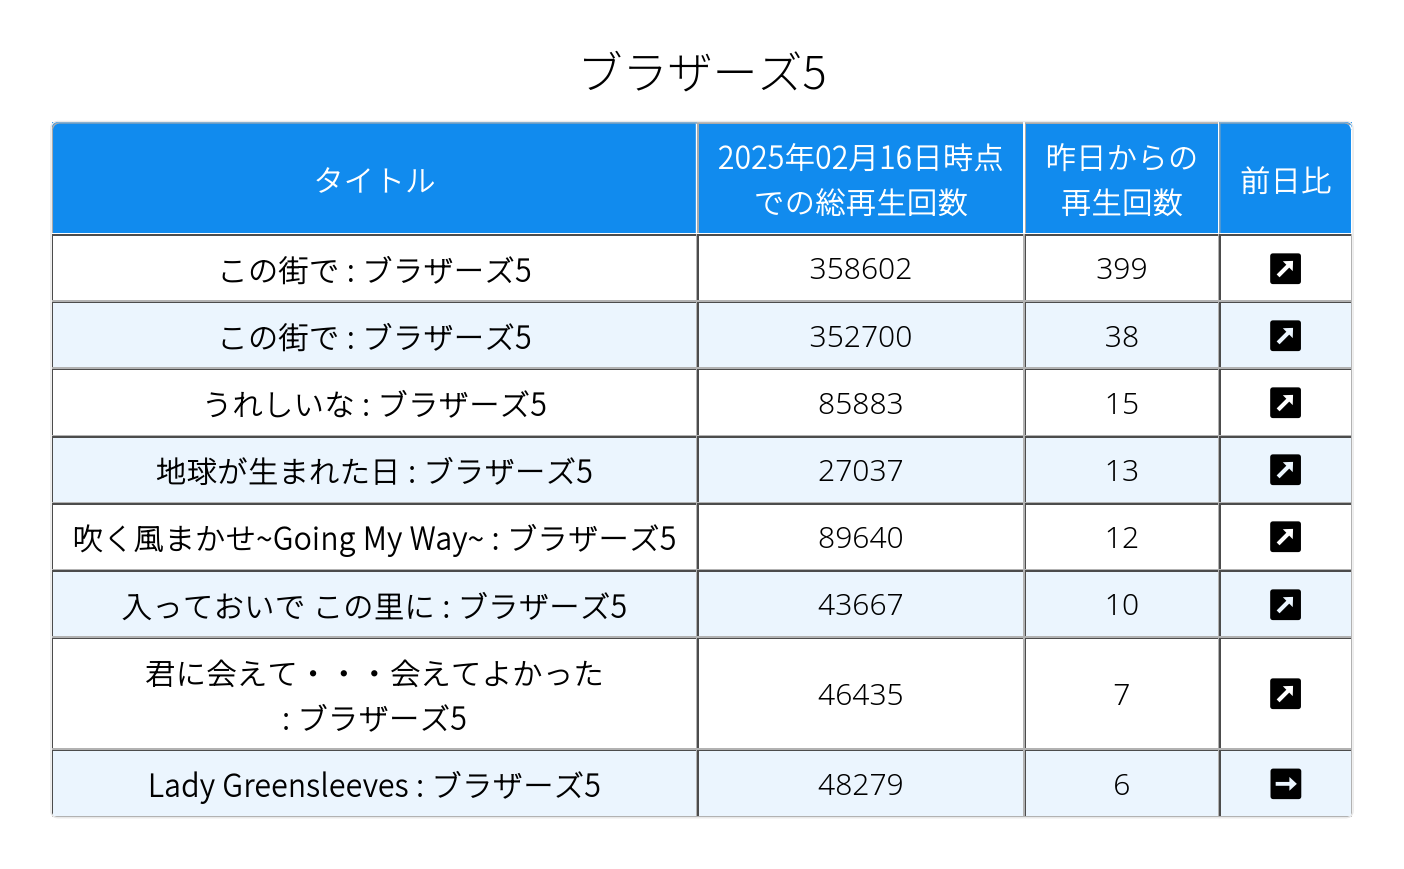 ブラザーズ5
タイトル
2025年02月16日時点
での総再生回数
昨日からの
再生回数
前日比
この街で : ブラザーズ5
358602
399
この街で : ブラザーズ5
352700
38
うれしいな : ブラザーズ5
85883
15
地球が生まれた日 : ブラザーズ5
27037
13
吹く風まかせ~Going My Way~ : ブラザーズ5
89640
12
入っておいで この里に : ブラザーズ5
43667
10
君に会えて・・・会えてよかった
: ブラザーズ5
46435
7
Lady Greensleeves : ブラザーズ5
48279
6